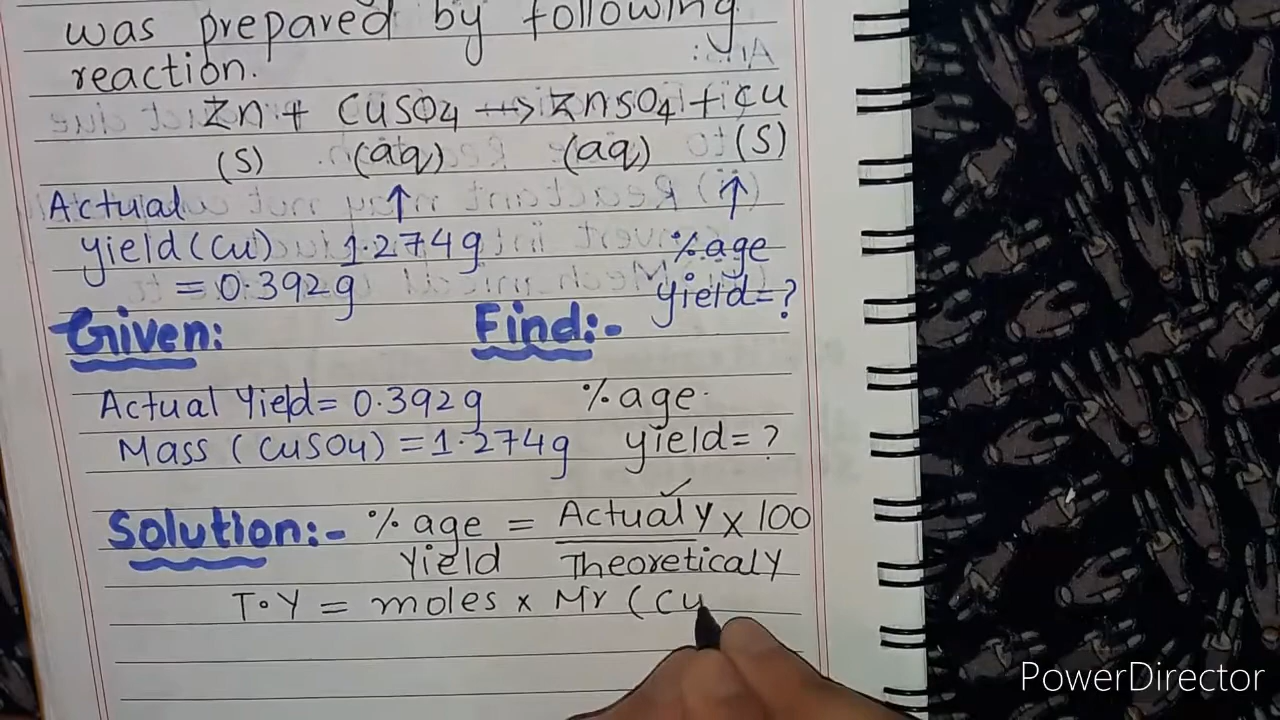 was prepared by following
reaction.
Zn + CuSO4 → ZnSO4 + Cu
(S) (aq) (aq) (S)
Actual ↑ ↑
yield (Cu) 1.274g %age
= 0.392g yield = ?
Given: Find:-
Actual Yield = 0.392g %age.
Mass (CuSO4) = 1.274g yield = ?
Solution:- %age = Actual y x 100
Yield Theoretical y
T.Y = moles x Mr (Cu
PowerDirector